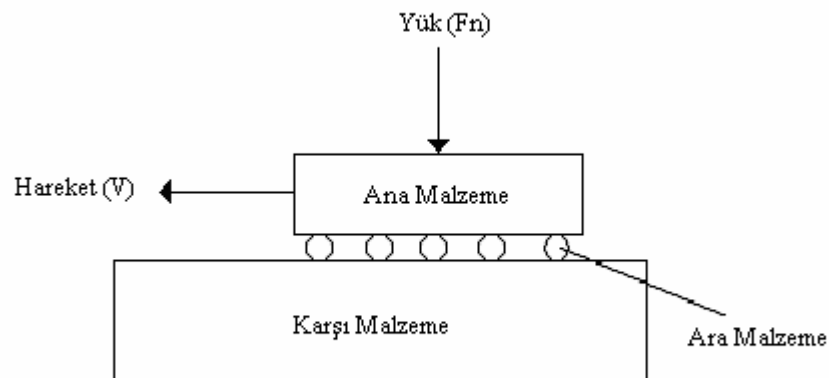 Yük (Fn)
Hareket (V)
Ana Malzeme
Karşı Malzeme
Ara Malzeme